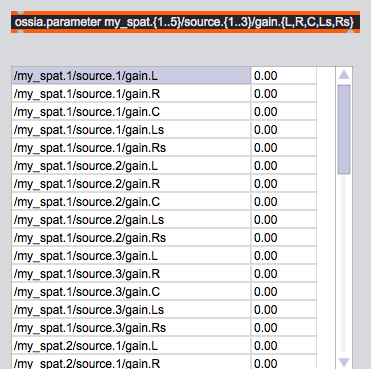 ossia.parameter my_spat.{1..5}/source.{1..3}/gain.{L,R,C,Ls,Rs}
/my_spat.1/source.1/gain.L 0.00
/my_spat.1/source.1/gain.R 0.00
/my_spat.1/source.1/gain.C 0.00
/my_spat.1/source.1/gain.Ls 0.00
/my_spat.1/source.1/gain.Rs 0.00
/my_spat.1/source.2/gain.L 0.00
/my_spat.1/source.2/gain.R 0.00
/my_spat.1/source.2/gain.C 0.00
/my_spat.1/source.2/gain.Ls 0.00
/my_spat.1/source.2/gain.Rs 0.00
/my_spat.1/source.3/gain.L 0.00
/my_spat.1/source.3/gain.R 0.00
/my_spat.1/source.3/gain.C 0.00
/my_spat.1/source.3/gain.Ls 0.00
/my_spat.1/source.3/gain.Rs 0.00
/my_spat.2/source.1/gain.L 0.00
/my_spat.2/source.1/gain.R 0.00